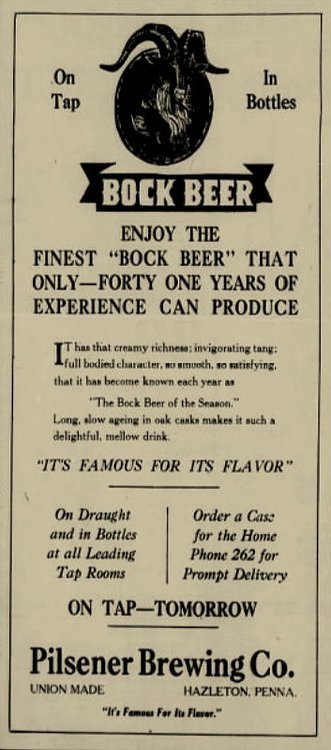 On Tap
In Bottles
BOCK BEER
ENJOY THE
FINEST "BOCK BEER" THAT
ONLY—FORTY ONE YEARS OF
EXPERIENCE CAN PRODUCE
IT has that creamy richness; invigorating tang;
full bodied character, so smooth, so satisfying,
that it has become known each year as
"The Bock Beer of the Season."
Long, slow ageing in oak casks makes it such a
delightful, mellow drink.
"IT'S FAMOUS FOR ITS FLAVOR"
On Draught
and in Bottles
at all Leading
Tap Rooms
Order a Case
for the Home
Phone 262 for
Prompt Delivery
ON TAP—TOMORROW
Pilsener Brewing Co.
UNION MADE HAZLETON, PENNA.
"It's Famous For Its Flavor."